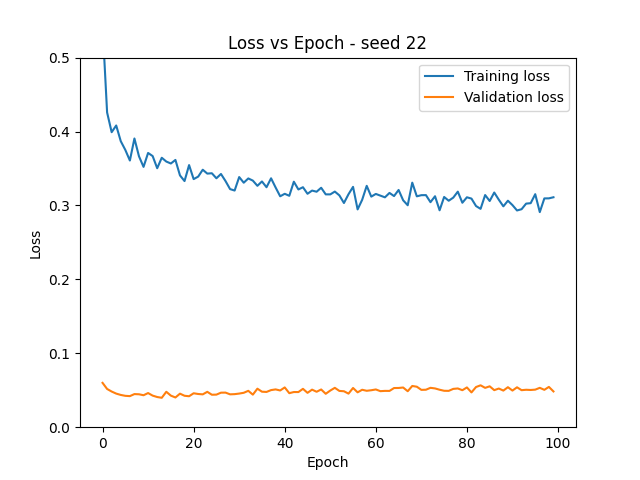 Loss vs Epoch - seed 22
0.5
0.4
0.3
0.2
0.1
0.0
Loss
Training loss
Validation loss
0 20 40 60 80 100
Epoch